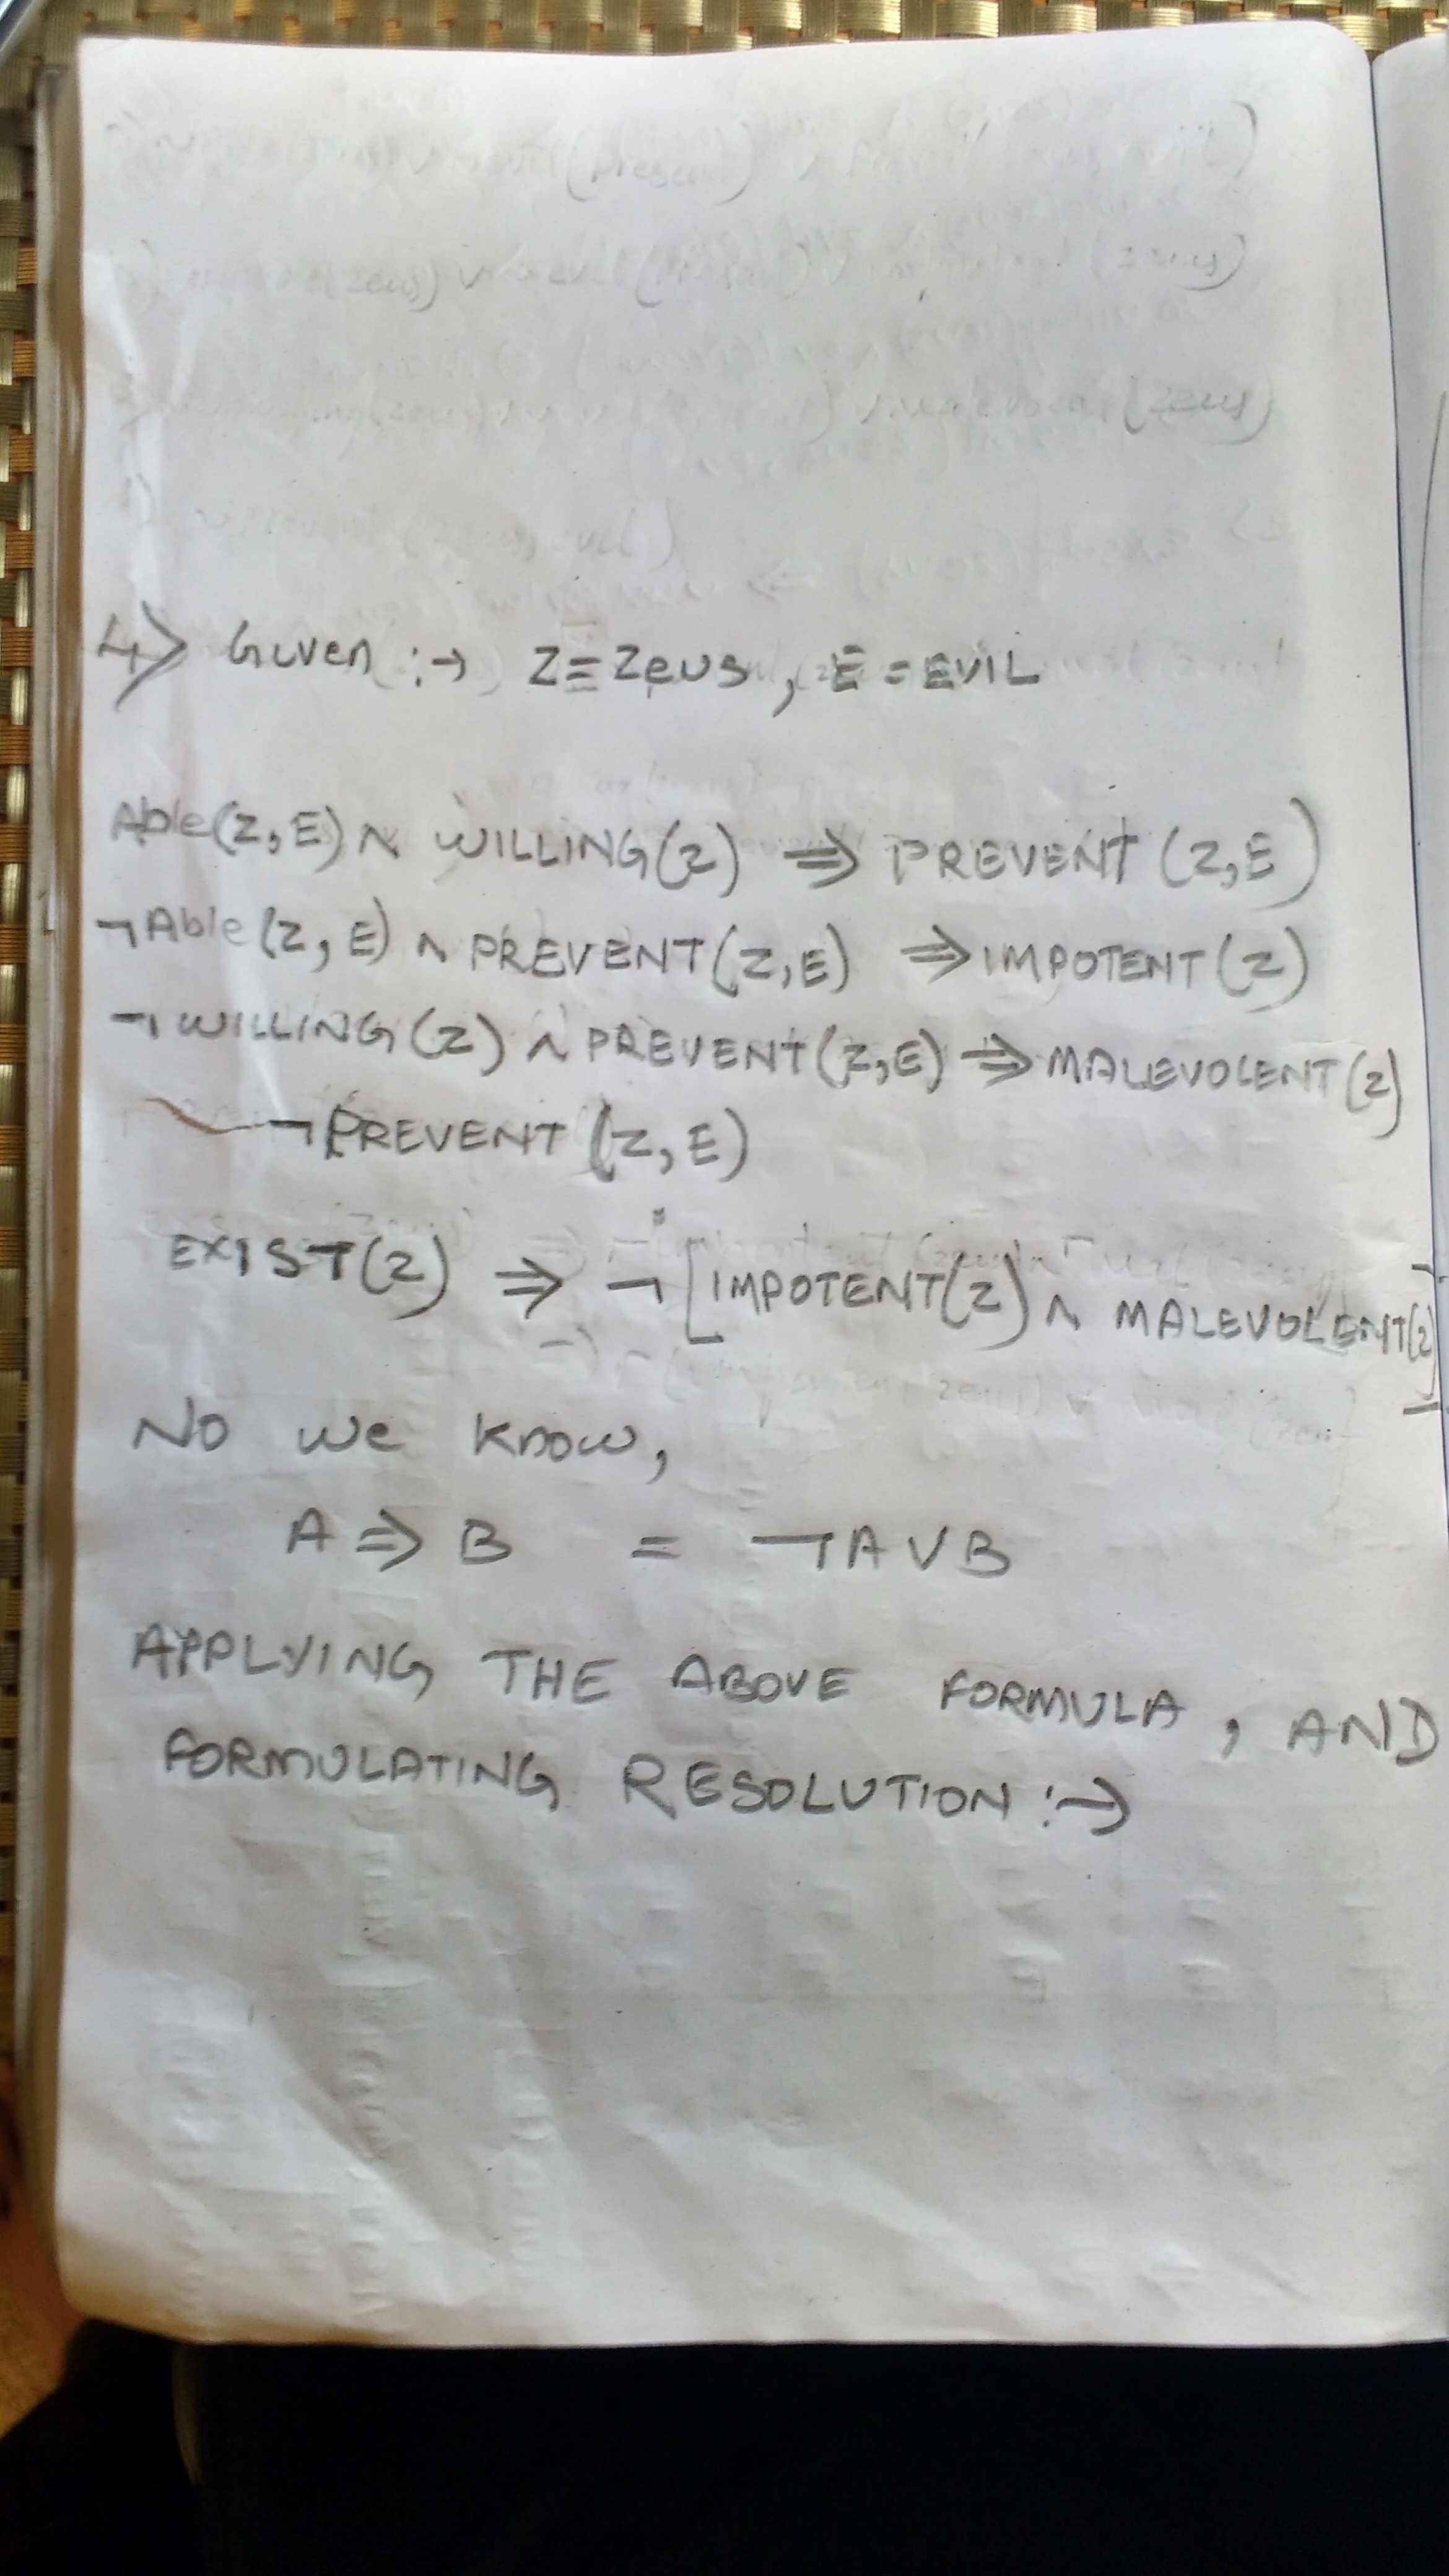 4) Given :→ Z = Zeus, E = EVIL
Able(Z,E) ∧ WILLING(Z) ⇒ PREVENT(Z,E)
¬Able(Z,E) ∧ PREVENT(Z,E) ⇒ IMPOTENT(Z)
¬WILLING(Z) ∧ PREVENT(Z,E) ⇒ MALEVOLENT(Z)
¬PREVENT(Z,E)
EXIST(Z) ⇒ ¬[IMPOTENT(Z) ∧ MALEVOLENT(Z)]
No we know,
A ⇒ B = ¬A∨B
APPLYING THE ABOVE FORMULA, AND
FORMULATING RESOLUTION :→